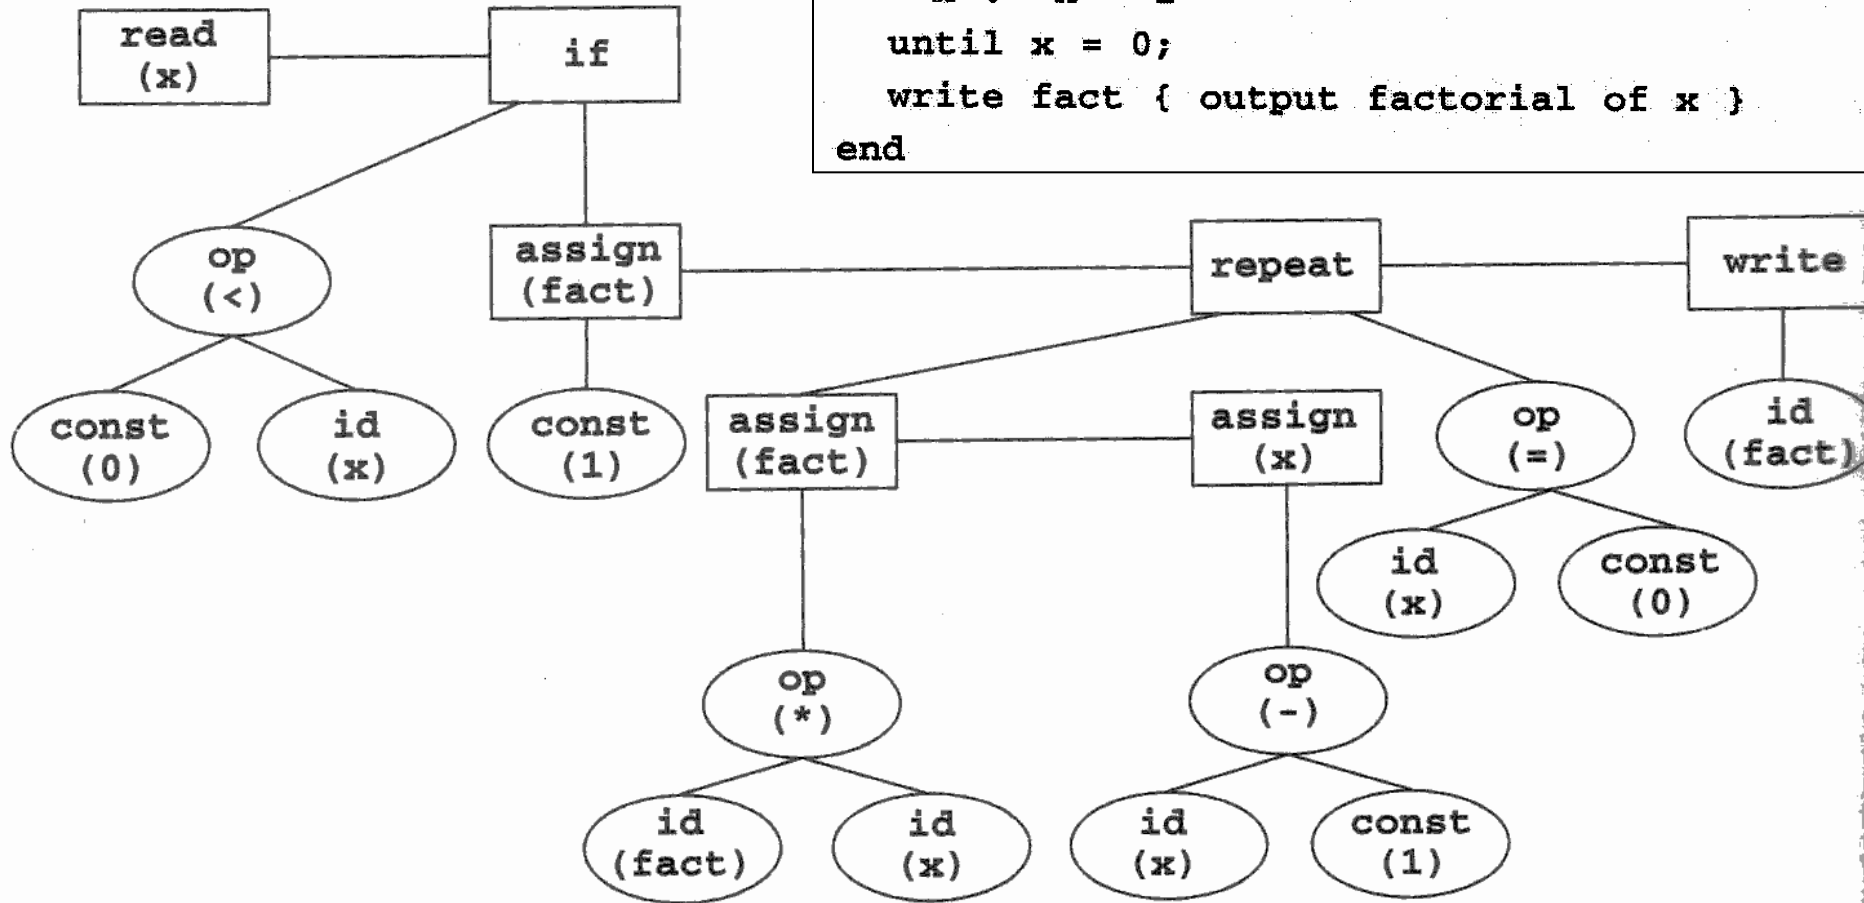 until x = 0;
write fact { output factorial of x }
end
read
(x)
if
op
(<)
assign
(fact)
repeat
write
const
(0)
id
(x)
const
(1)
assign
(fact)
assign
(x)
op
(=)
id
(fact)
id
(x)
const
(0)
op
(*)
op
(-)
id
(fact)
id
(x)
id
(x)
const
(1)